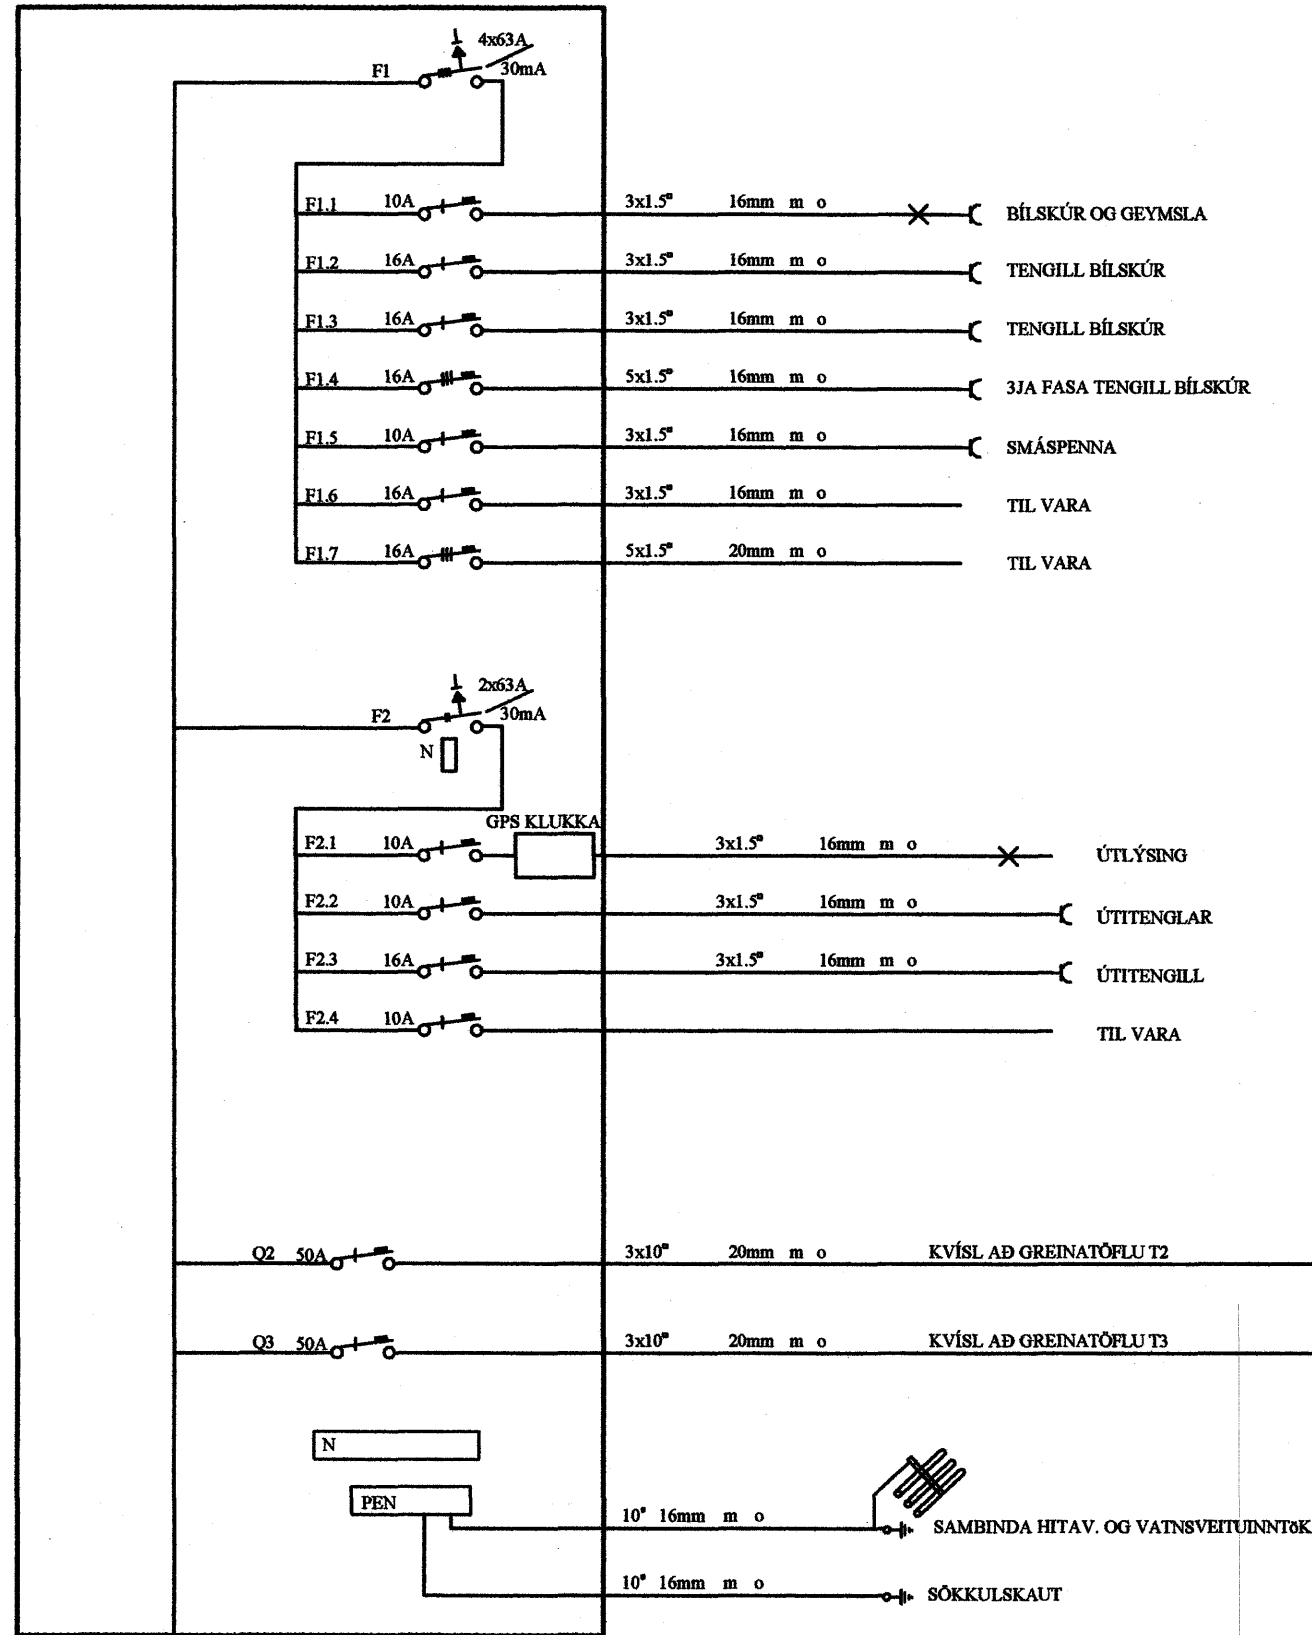 4x63A
F1 30mA
F1.1 10A 3x1.5" 16mm m o BÍLSKÚR OG GEYMSLA
F1.2 16A 3x1.5" 16mm m o TENGILL BÍLSKÚR
F1.3 16A 3x1.5" 16mm m o TENGILL BÍLSKÚR
F1.4 16A 5x1.5" 16mm m o 3JA FASA TENGILL BÍLSKÚR
F1.5 10A 3x1.5" 16mm m o SMÁSPENNA
F1.6 16A 3x1.5" 16mm m o TIL VARA
F1.7 16A 5x1.5" 20mm m o TIL VARA
2x63A
F2 30mA
N
GPS KLUKKA
F2.1 10A 3x1.5" 16mm m o ÚTLÝSING
F2.2 10A 3x1.5" 16mm m o ÚTITENGLAR
F2.3 16A 3x1.5" 16mm m o ÚTITENGILL
F2.4 10A TIL VARA
Q2 50A 3x10" 20mm m o KVÍSL AÐ GREINATÖFLU T2
Q3 50A 3x10" 20mm m o KVÍSL AÐ GREINATÖFLU T3
N
PEN
10" 16mm m o SAMBINDA HITAV. OG VATNSVEITUINNTöK
10" 16mm m o SÖKKULSKAUT